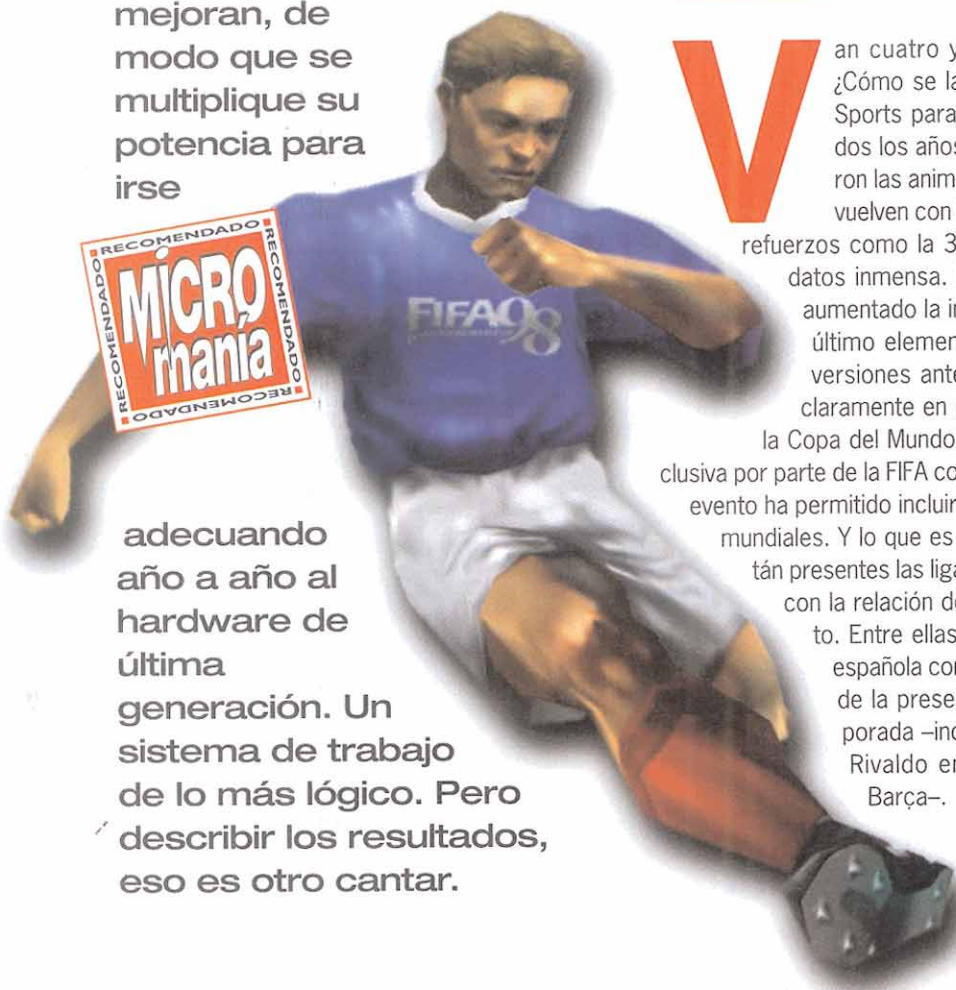 mejoran, de
modo que se
multiplique su
potencia para
irse
RECOMENDADO
RECOMENDADO
RECOMENDADO
RECOMENDADO
MICRO
manía
FIFA 98
adecuando
año a año al
hardware de
última
generación. Un
sistema de trabajo
de lo más lógico. Pero
describir los resultados,
eso es otro cantar.
Van cuatro y
¿Cómo se la
Sports para
dos los años
ron las anim
vuelven con
refuerzos como la 3
datos inmensa.
aumentado la in
último elemen
versiones ante
claramente en
la Copa del Mundo
clusiva por parte de la FIFA co
evento ha permitido incluir
mundiales. Y lo que es
tán presentes las liga
con la relación de
to. Entre ellas
española con
de la prese
porada –inc
Rivaldo en
Barça–.